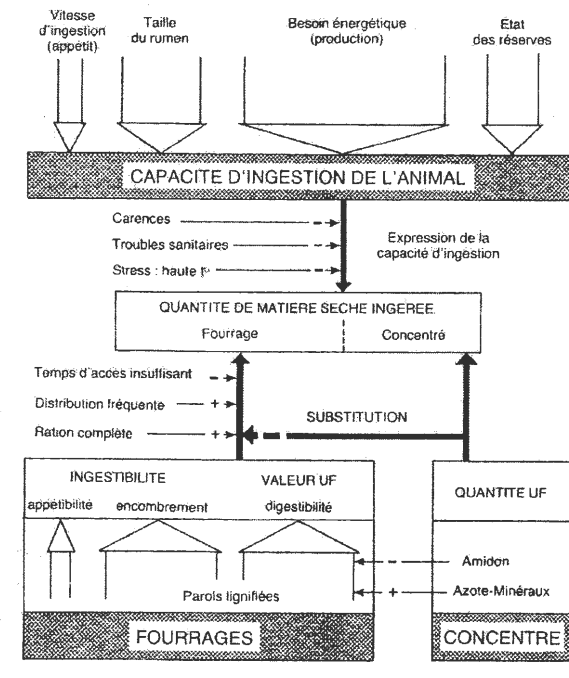 Vitesse
d'ingestion
(appétit)
Taille
du rumen
Besoin énergétique
(production)
Etat
des réserves
CAPACITE D'INGESTION DE L'ANIMAL
Carences -
Troubles sanitaires -
Stress : haute t° -
Expression de la
capacité d'ingestion
QUANTITE DE MATIERE SECHE INGEREE
Fourrage
Concentré
Temps d'accès insuffisant -
Distribution fréquente +
Ration complète +
SUBSTITUTION
INGESTIBILITE
VALEUR UF
appétibilité
encombrement
digestibilité
QUANTITE UF
- Amidon
+ Azote-Minéraux
Parois lignifiées
FOURRAGES
CONCENTRE